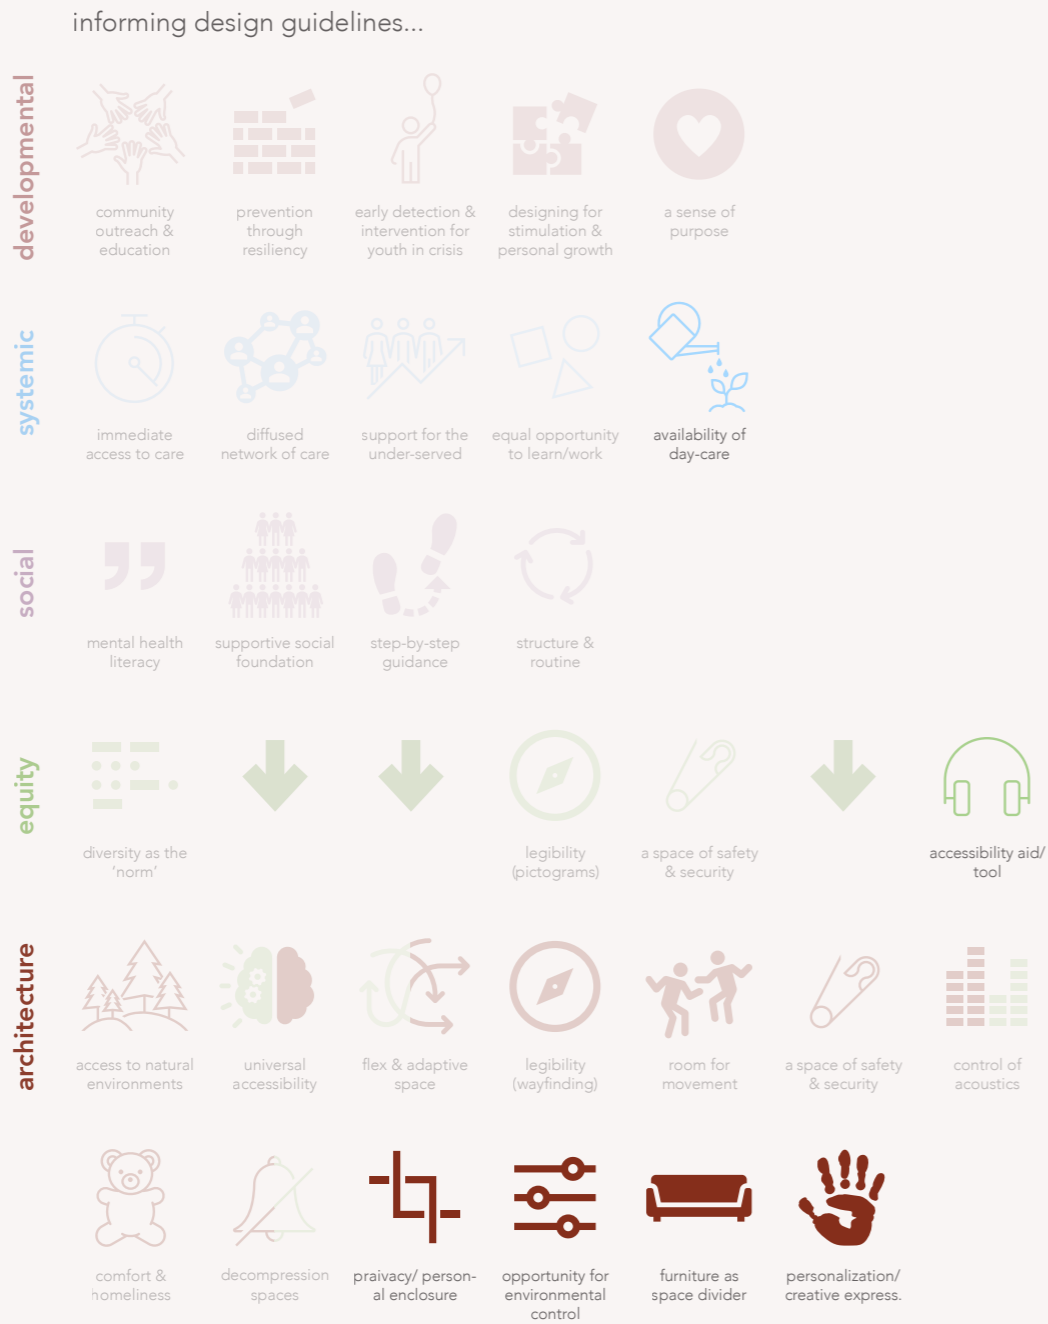 informing design guidelines...
developmental
community
outreach &
education
prevention
through
resiliency
early detection &
intervention for
youth in crisis
designing for
stimulation &
personal growth
a sense of
purpose
systemic
immediate
access to care
diffused
network of care
support for the
under-served
equal opportunity
to learn/work
availability of
day-care
social
mental health
literacy
supportive social
foundation
step-by-step
guidance
structure &
routine
equity
diversity as the
‘norm’
legibility
(pictograms)
a space of safety
& security
accessibility aid/
tool
architecture
access to natural
environments
universal
accessibility
flex & adaptive
space
legibility
(wayfinding)
room for
movement
a space of safety
& security
control of
acoustics
comfort &
homeliness
decompression
spaces
praivacy/ person-
al enclosure
opportunity for
environmental
control
furniture as
space divider
personalization/
creative express.